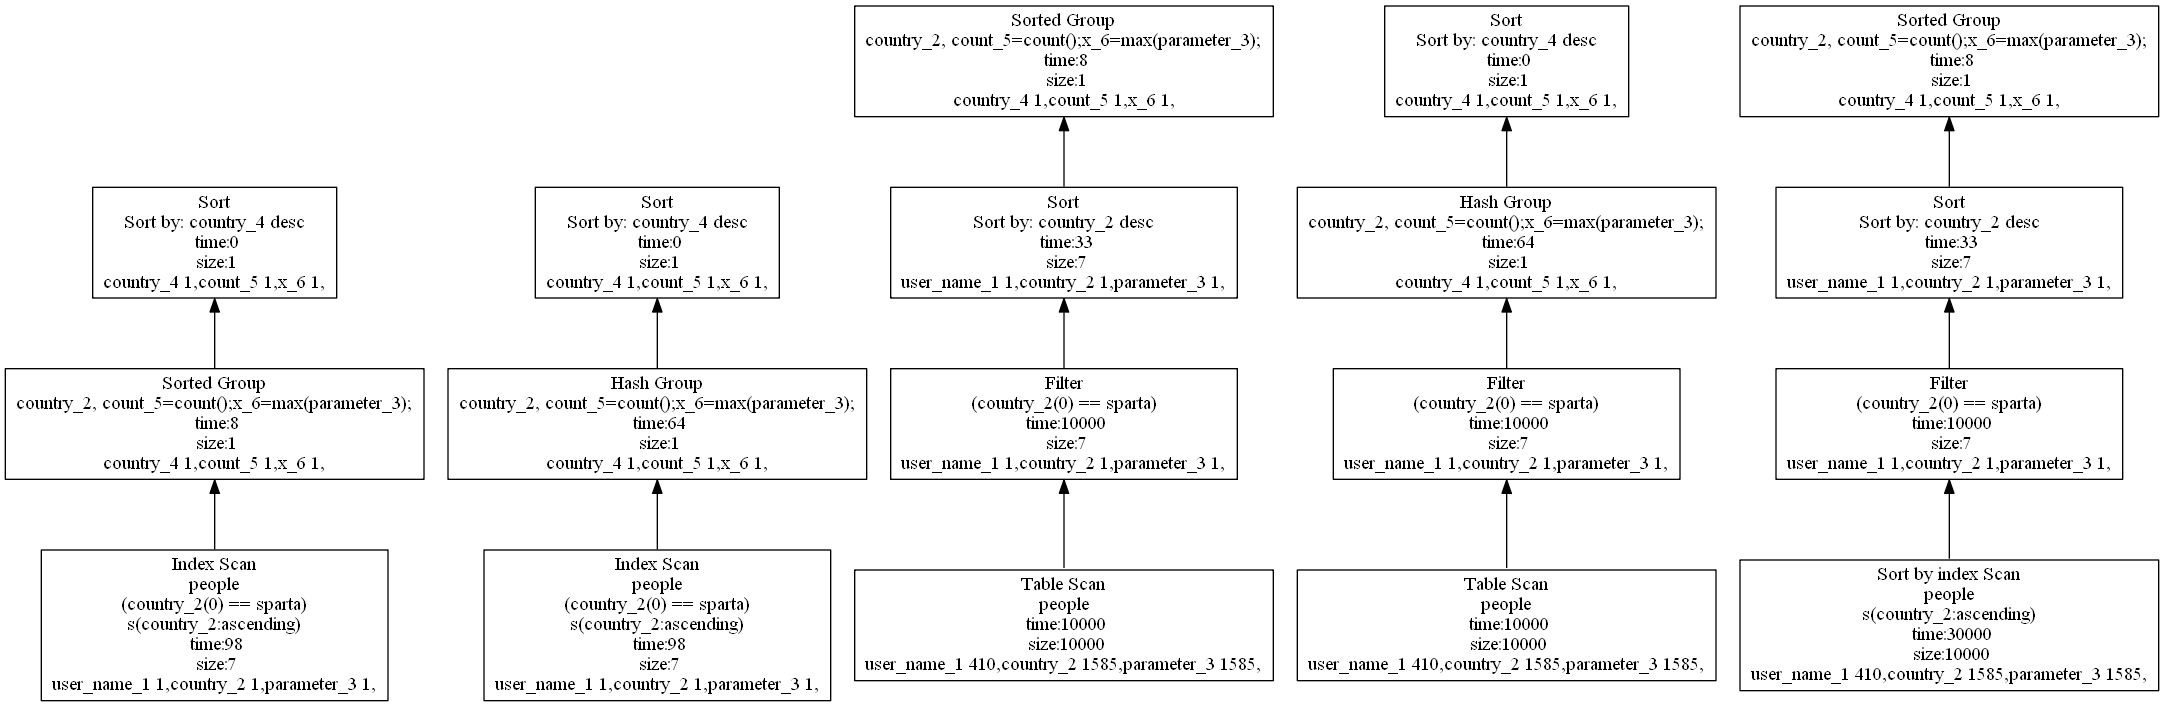 Sorted Group
country_2, count_5=count();x_6=max(parameter_3);
time:8
size:1
country_4 1,count_5 1,x_6 1,
Sort
Sort by: country_4 desc
time:0
size:1
country_4 1,count_5 1,x_6 1,
Sorted Group
country_2, count_5=count();x_6=max(parameter_3);
time:8
size:1
country_4 1,count_5 1,x_6 1,
Sort
Sort by: country_4 desc
time:0
size:1
country_4 1,count_5 1,x_6 1,
Sort
Sort by: country_4 desc
time:0
size:1
country_4 1,count_5 1,x_6 1,
Sort
Sort by: country_2 desc
time:33
size:7
user_name_1 1,country_2 1,parameter_3 1,
Hash Group
country_2, count_5=count();x_6=max(parameter_3);
time:64
size:1
country_4 1,count_5 1,x_6 1,
Sort
Sort by: country_2 desc
time:33
size:7
user_name_1 1,country_2 1,parameter_3 1,
Sorted Group
country_2, count_5=count();x_6=max(parameter_3);
time:8
size:1
country_4 1,count_5 1,x_6 1,
Hash Group
country_2, count_5=count();x_6=max(parameter_3);
time:64
size:1
country_4 1,count_5 1,x_6 1,
Filter
(country_2(0) == sparta)
time:10000
size:7
user_name_1 1,country_2 1,parameter_3 1,
Filter
(country_2(0) == sparta)
time:10000
size:7
user_name_1 1,country_2 1,parameter_3 1,
Filter
(country_2(0) == sparta)
time:10000
size:7
user_name_1 1,country_2 1,parameter_3 1,
Index Scan
people
(country_2(0) == sparta)
s(country_2:ascending)
time:98
size:7
user_name_1 1,country_2 1,parameter_3 1,
Index Scan
people
(country_2(0) == sparta)
s(country_2:ascending)
time:98
size:7
user_name_1 1,country_2 1,parameter_3 1,
Table Scan
people
time:10000
size:10000
user_name_1 410,country_2 1585,parameter_3 1585,
Table Scan
people
time:10000
size:10000
user_name_1 410,country_2 1585,parameter_3 1585,
Sort by index Scan
people
s(country_2:ascending)
time:30000
size:10000
user_name_1 410,country_2 1585,parameter_3 1585,